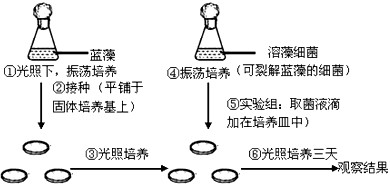 蓝藻
①光照下，振荡培养
②接种（平铺于
固体培养基上）
③光照培养
溶藻细菌
④振荡培养（可裂解蓝藻的细菌）
⑤实验组：取菌液滴
加在培养皿中
⑥光照培养三天
观察结果